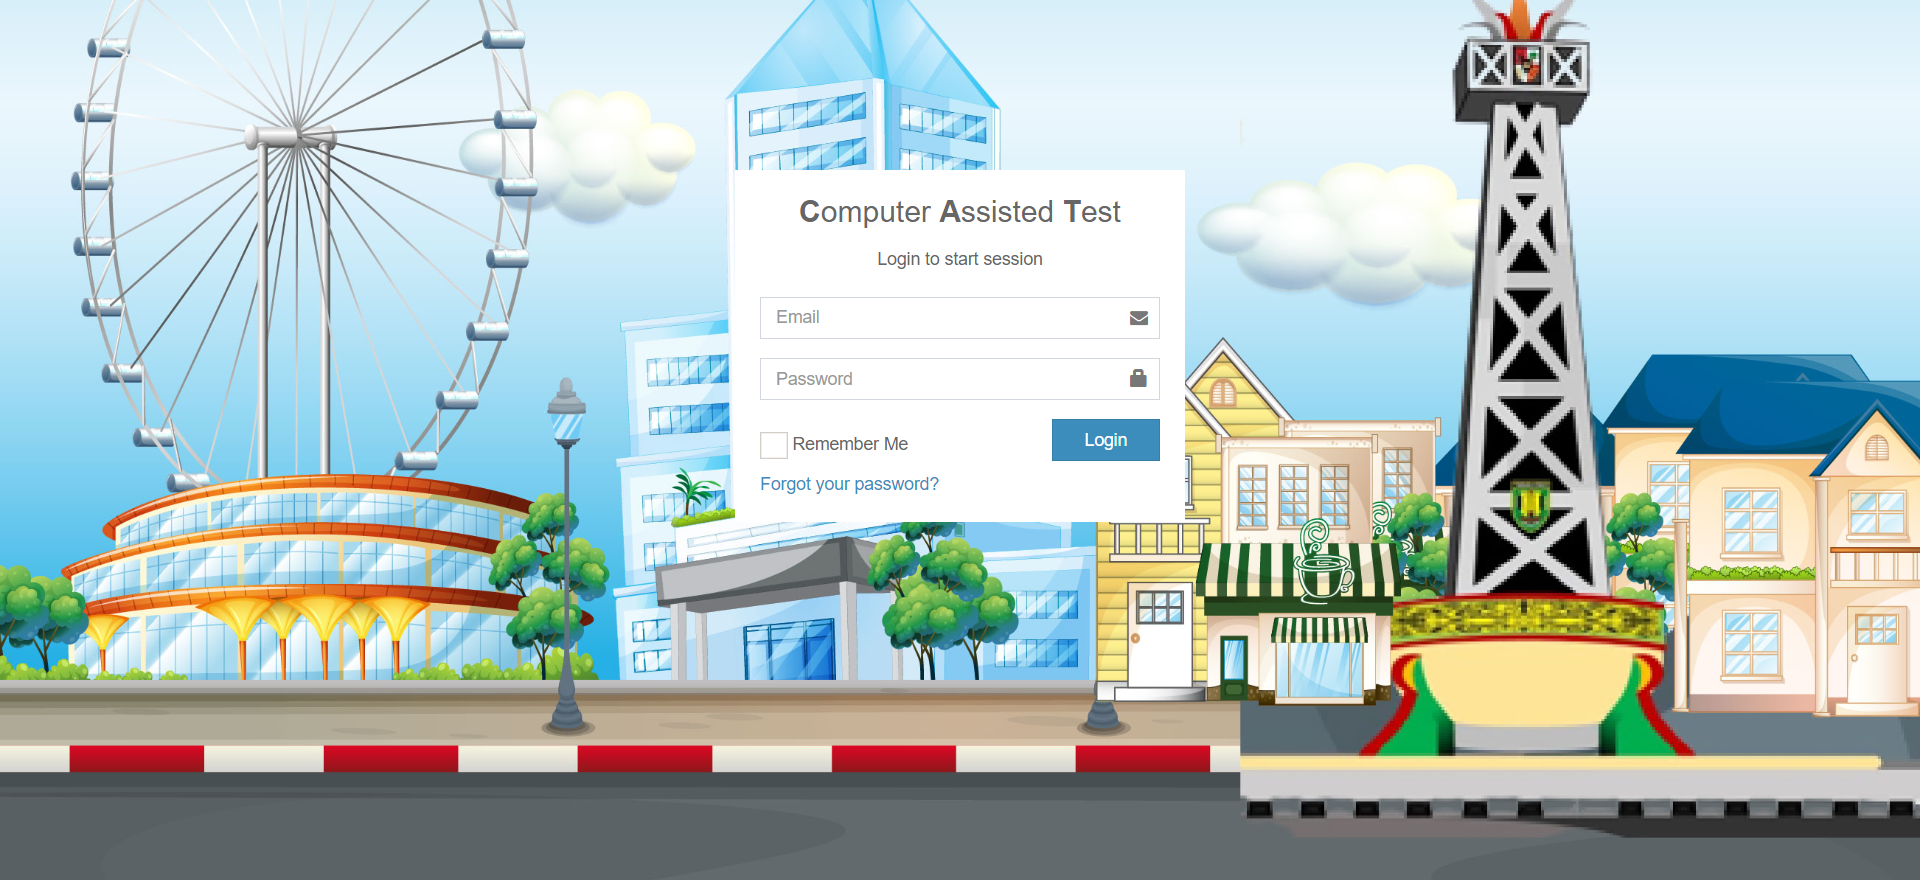 Computer Assisted Test
Login to start session
Email
Password
Remember Me
Login
Forgot your password?